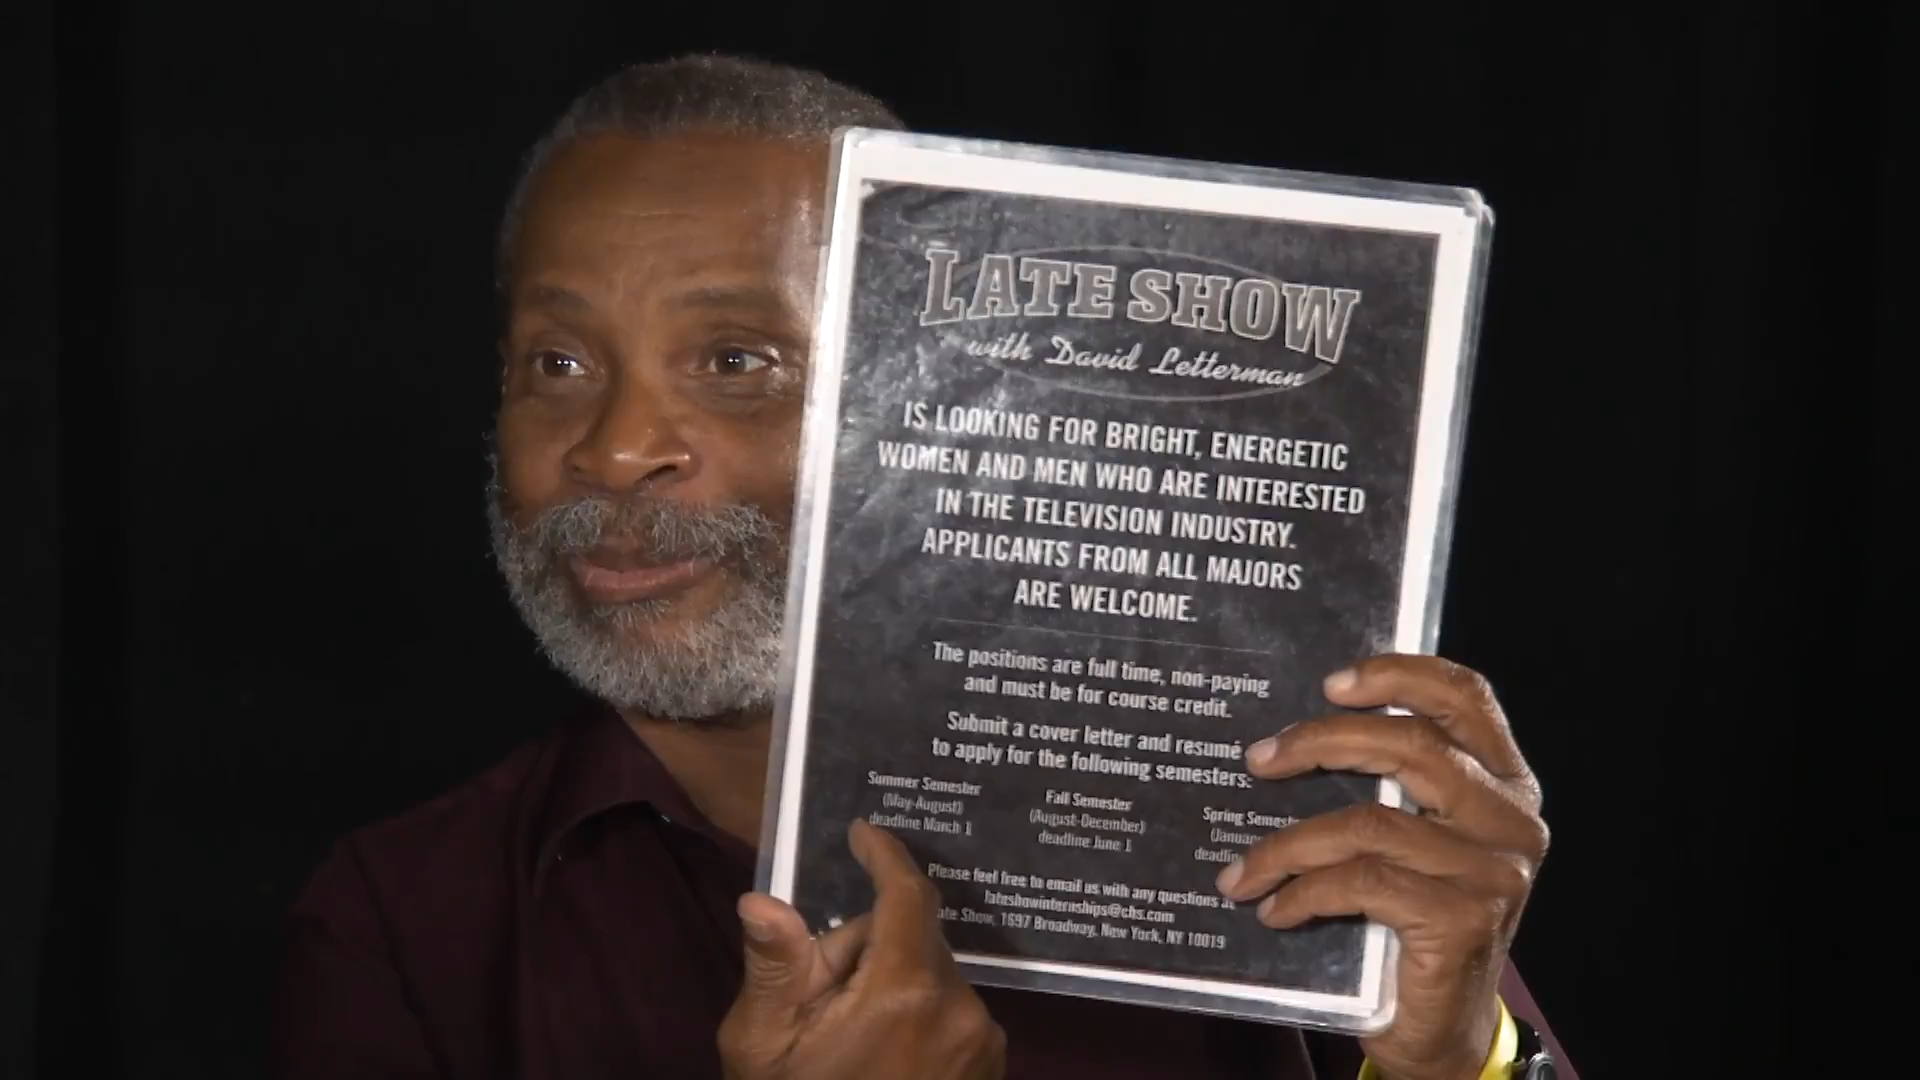 LATE SHOW
with David Letterman
IS LOOKING FOR BRIGHT, ENERGETIC
WOMEN AND MEN WHO ARE INTERESTED
IN THE TELEVISION INDUSTRY.
APPLICANTS FROM ALL MAJORS
ARE WELCOME.
The positions are full time, non-paying
and must be for course credit.
Submit a cover letter and resumé
to apply for the following semesters:
Summer Semester
(May-August)
deadline March 1
Fall Semester
(August-December)
deadline June 1
Spring
Please feel free to email us with any questions at
lateshowinternships@cbs.com
Show, 1697 Broadway, New York, NY 10019